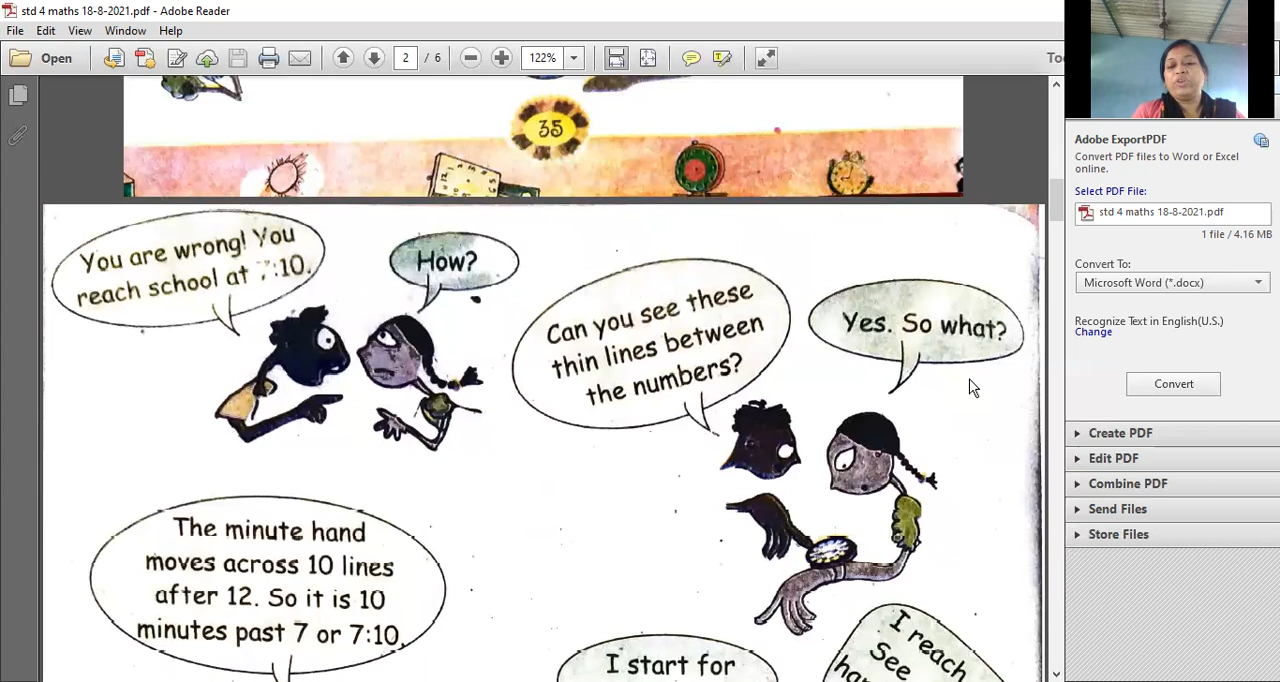 std 4 maths 18-8-2021.pdf - Adobe Reader
File Edit View Window Help
Open
2 / 6
122%
35
You are wrong! You
reach school at 7:10.
How?
Can you see these
thin lines between
the numbers?
Yes. So what?
The minute hand
moves across 10 lines
after 12. So it is 10
minutes past 7 or 7:10.
I start for
I reach
See
Adobe ExportPDF
Convert PDF files to Word or Excel
online.
Select PDF File:
std 4 maths 18-8-2021.pdf
1 file / 4.16 MB
Convert To:
Microsoft Word (*.docx)
Recognize Text in English(U.S.)
Change
Convert
Create PDF
Edit PDF
Combine PDF
Send Files
Store Files